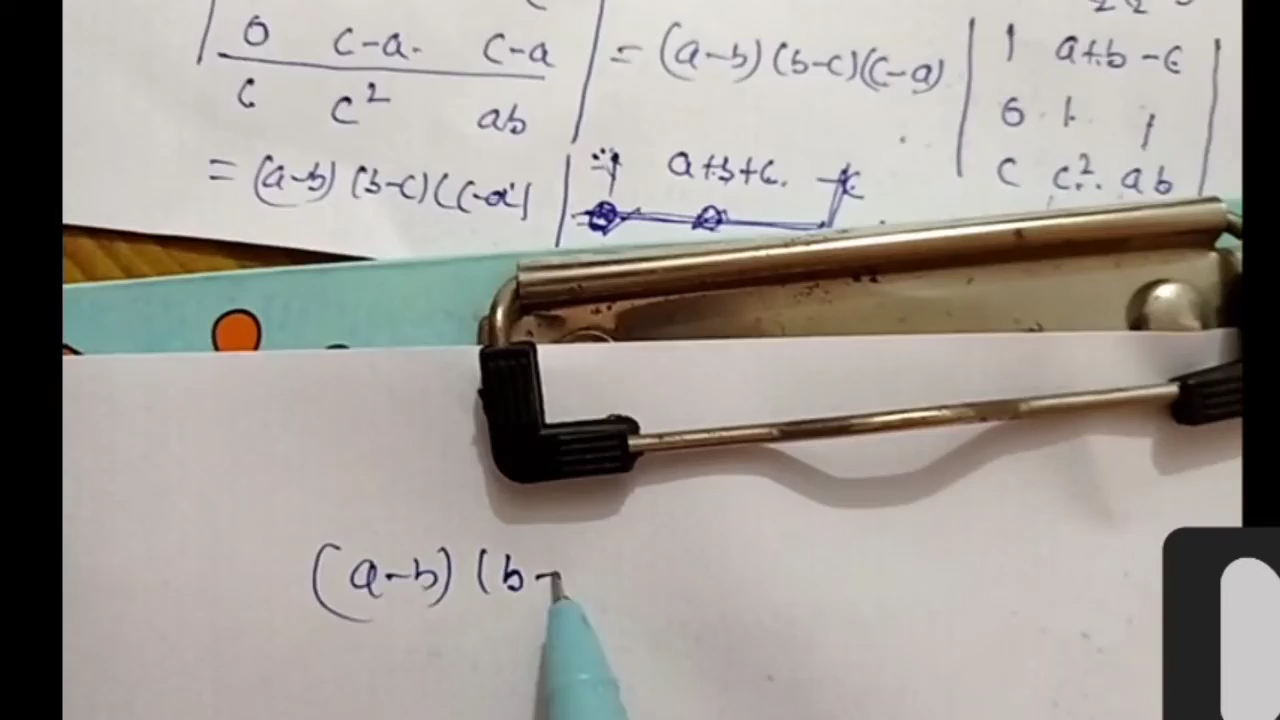 0 c-a. c-a = (a-b) (b-c)(c-a) | 1 a+b -c |
c c² ab 0 1 1
= (a-b) (b-c) (c-a) | a+b+c. -c c c² ab
(a-b) (b-